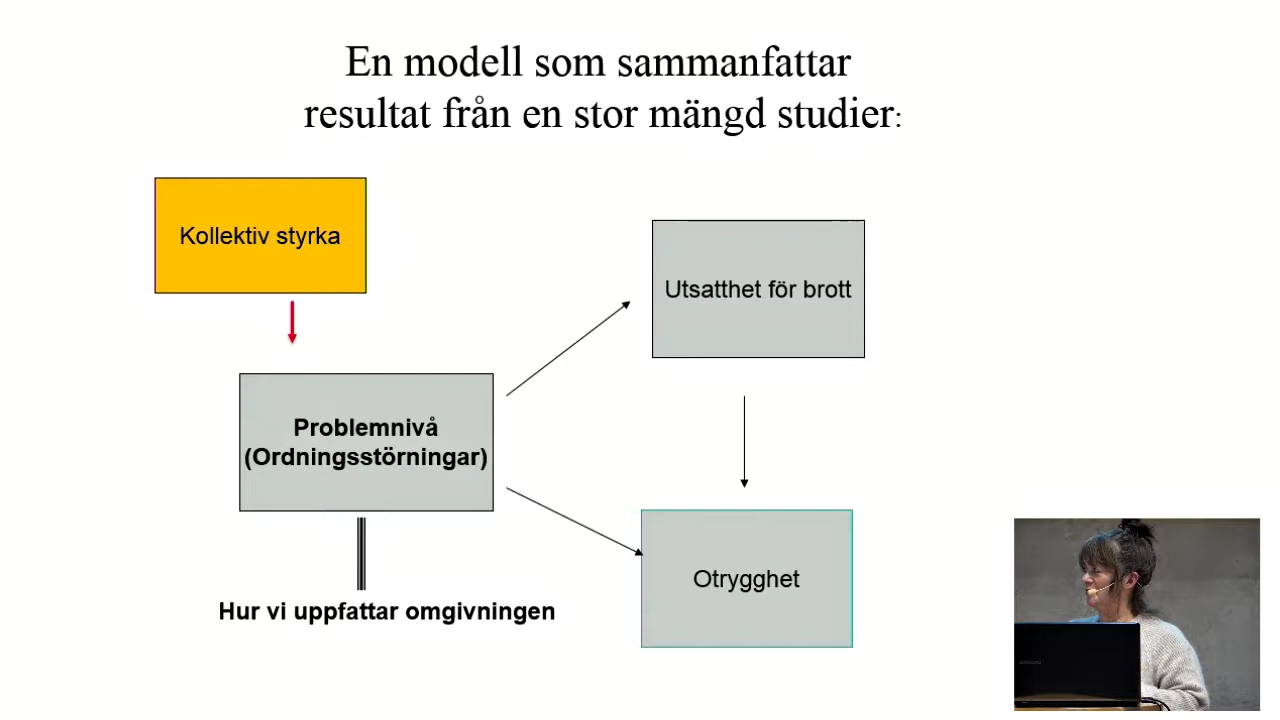 En modell som sammanfattar
resultat från en stor mängd studier:
Kollektiv styrka
Utsatthet för brott
Problemnivå
(Ordningsstörningar)
Otrygghet
Hur vi uppfattar omgivningen
SAMSUNG